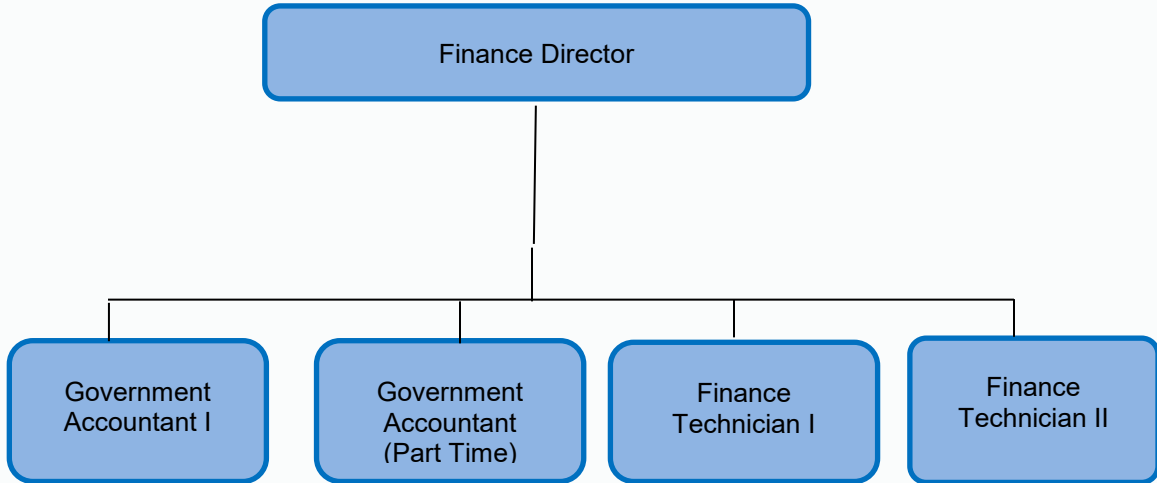 Finance Director
Government
Accountant I
Government
Accountant
(Part Time)
Finance
Technician I
Finance
Technician II